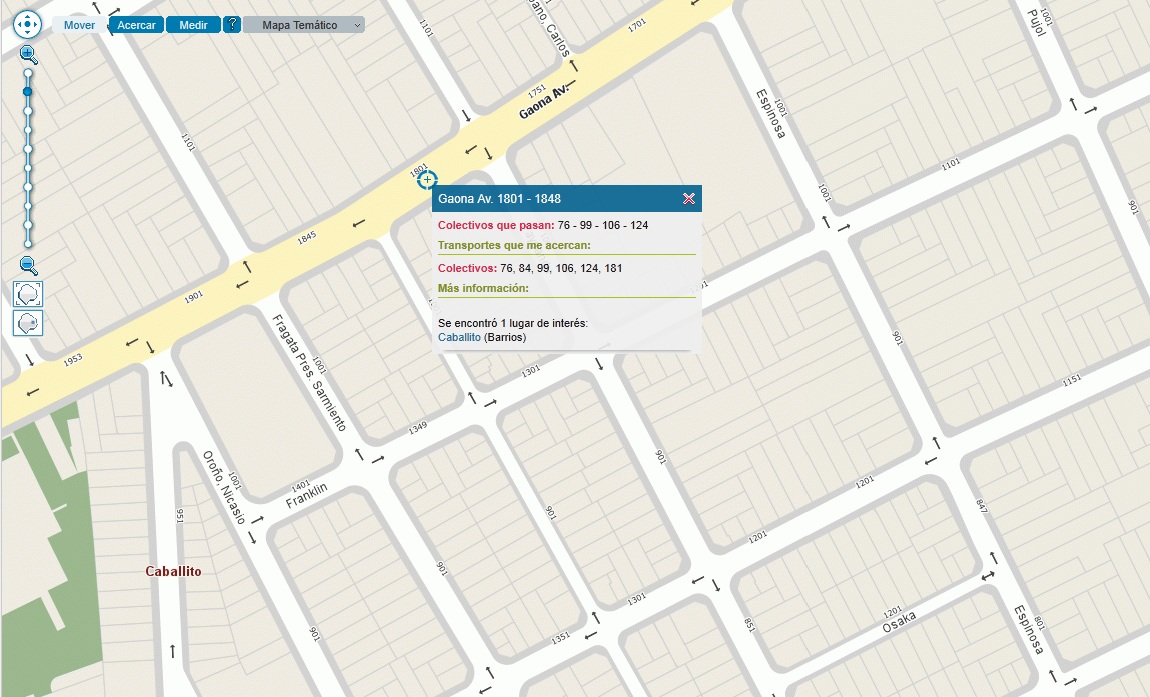 Mover
Acercar
Medir
?
Mapa Temático
1101
ano, Carlos
1701
1001
Pujol
1751
Gaona Av.
Espinosa
1001
1101
1801
1101
1001
901
Gaona Av. 1801 - 1848
Colectivos que pasan: 76 - 99 - 106 - 124
Transportes que me acercan:
Colectivos: 76, 84, 99, 106, 124, 181
Más información:
Se encontró 1 lugar de interés:
Caballito (Barrios)
1845
1901
1953
Fragata Pres. Sarmiento
1001
901
1301
1151
1349
Oroño, Nicasio
1001
1401
Franklin
901
1201
951
901
847
1201
Caballito
901
1301
1201
Osaka
Espinosa
801
901
1351
851